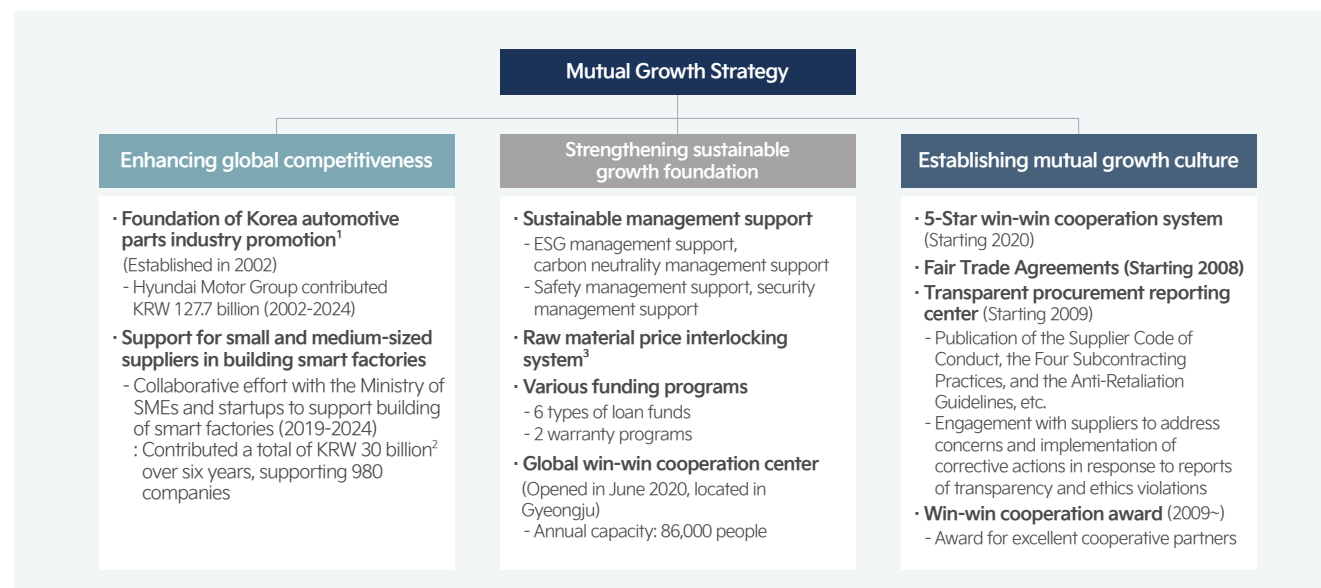 Mutual Growth Strategy
Enhancing global competitiveness
· Foundation of Korea automotive
parts industry promotion¹
(Established in 2002)
- Hyundai Motor Group contributed
KRW 127.7 billion (2002-2024)
· Support for small and medium-sized
suppliers in building smart factories
- Collaborative effort with the Ministry of
SMEs and startups to support building
of smart factories (2019-2024)
: Contributed a total of KRW 30 billion²
over six years, supporting 980
companies
Strengthening sustainable
growth foundation
· Sustainable management support
- ESG management support,
carbon neutrality management support
- Safety management support, security
management support
· Raw material price interlocking
system³
· Various funding programs
- 6 types of loan funds
- 2 warranty programs
· Global win-win cooperation center
(Opened in June 2020, located in
Gyeongju)
- Annual capacity: 86,000 people
Establishing mutual growth culture
· 5-Star win-win cooperation system
(Starting 2020)
· Fair Trade Agreements (Starting 2008)
· Transparent procurement reporting
center (Starting 2009)
- Publication of the Supplier Code of
Conduct, the Four Subcontracting
Practices, and the Anti-Retaliation
Guidelines, etc.
- Engagement with suppliers to address
concerns and implementation of
corrective actions in response to reports
of transparency and ethics violations
· Win-win cooperation award (2009~)
- Award for excellent cooperative partners